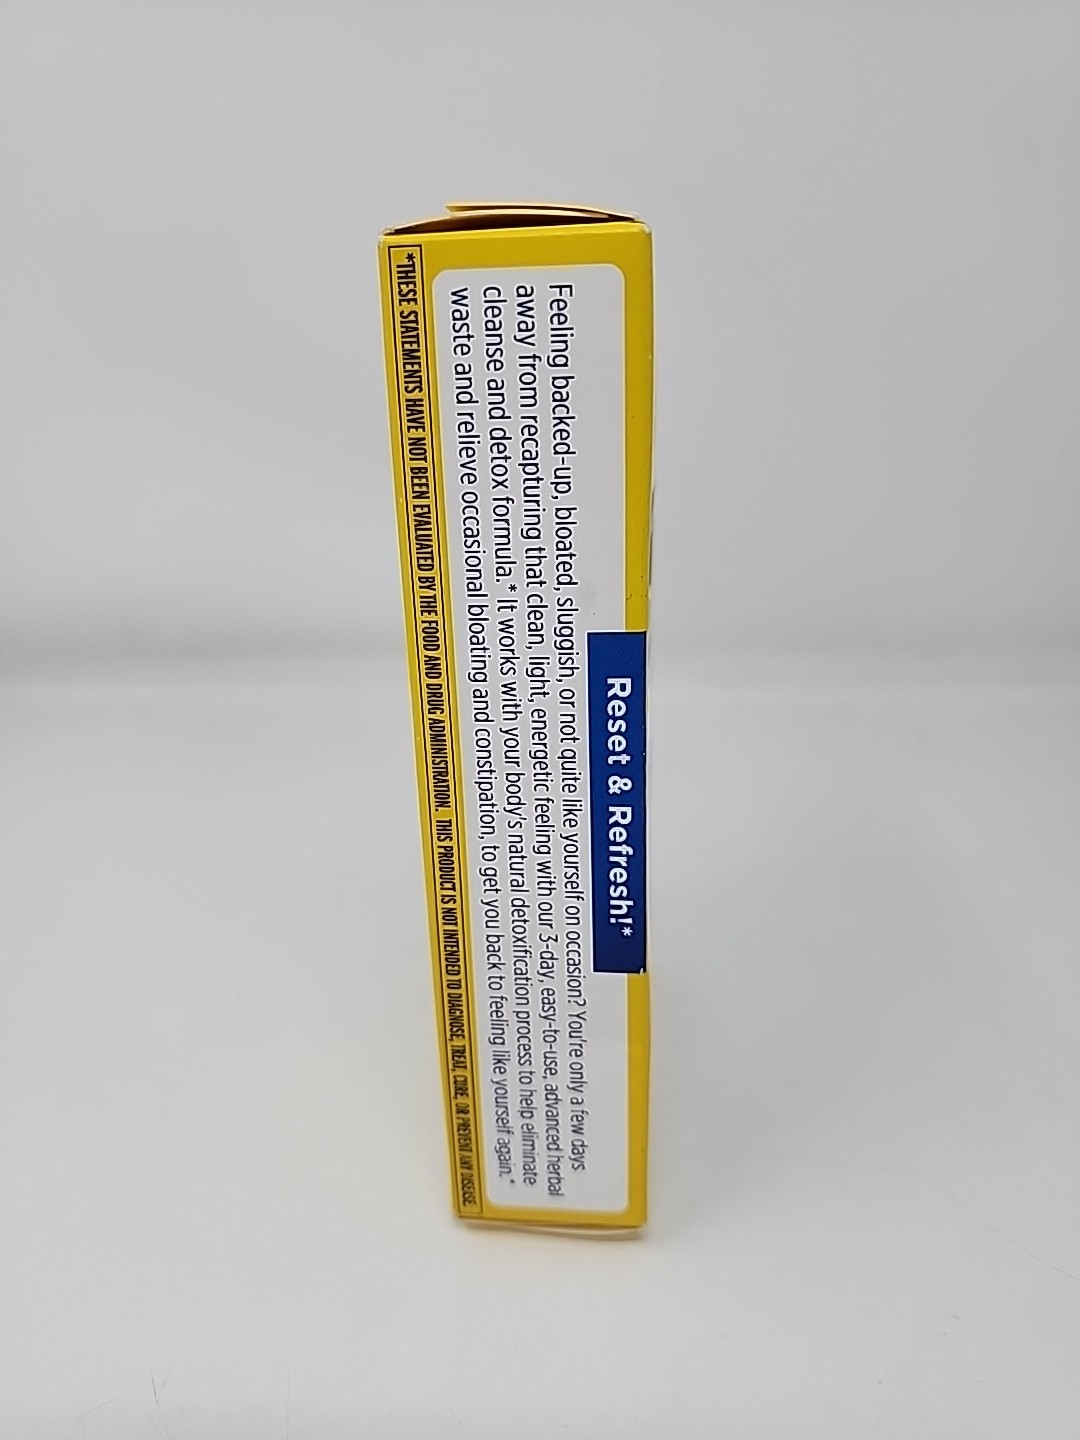 Reset & Refresh!*
Feeling backed-up, bloated, sluggish, or not quite like yourself on occasion? You're only a few days
away from recapturing that clean, light, energetic feeling with our 3-day, easy-to-use, advanced herbal
cleanse and detox formula.* It works with your body's natural detoxification process to help eliminate
waste and relieve occasional bloating and constipation, to get you back to feeling like yourself again.*
*THESE STATEMENTS HAVE NOT BEEN EVALUATED BY THE FOOD AND DRUG ADMINISTRATION. THIS PRODUCT IS NOT INTENDED TO DIAGNOSE, TREAT, CURE, OR PREVENT ANY DISEASE.